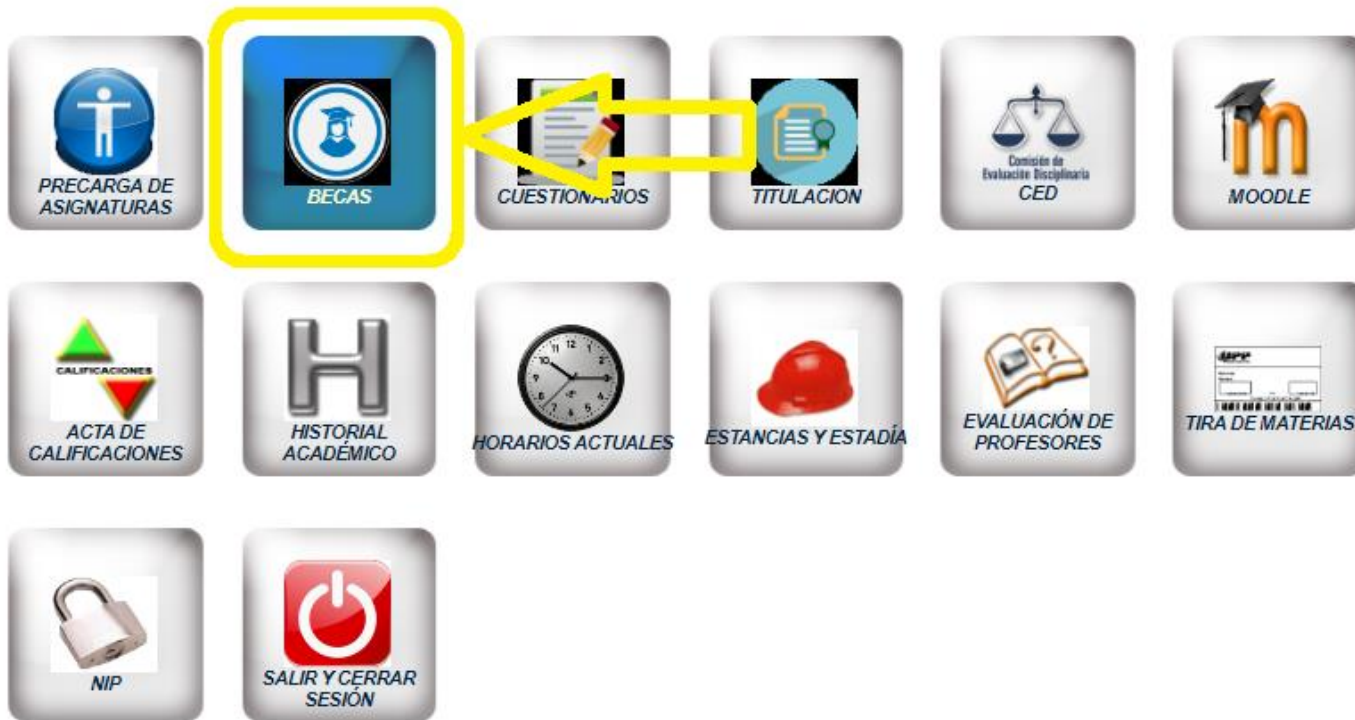 PRECARGA DE
ASIGNATURAS
BECAS
CUESTIONARIOS
TITULACION
Comisión de
Evaluación Disciplinaria
CED
MOODLE
CALIFICACIONES
ACTA DE
CALIFICACIONES
HISTORIAL
ACADÉMICO
HORARIOS ACTUALES
ESTANCIAS Y ESTADÍA
EVALUACIÓN DE
PROFESORES
UPP
TIRA DE MATERIAS
NIP
SALIR Y CERRAR
SESIÓN